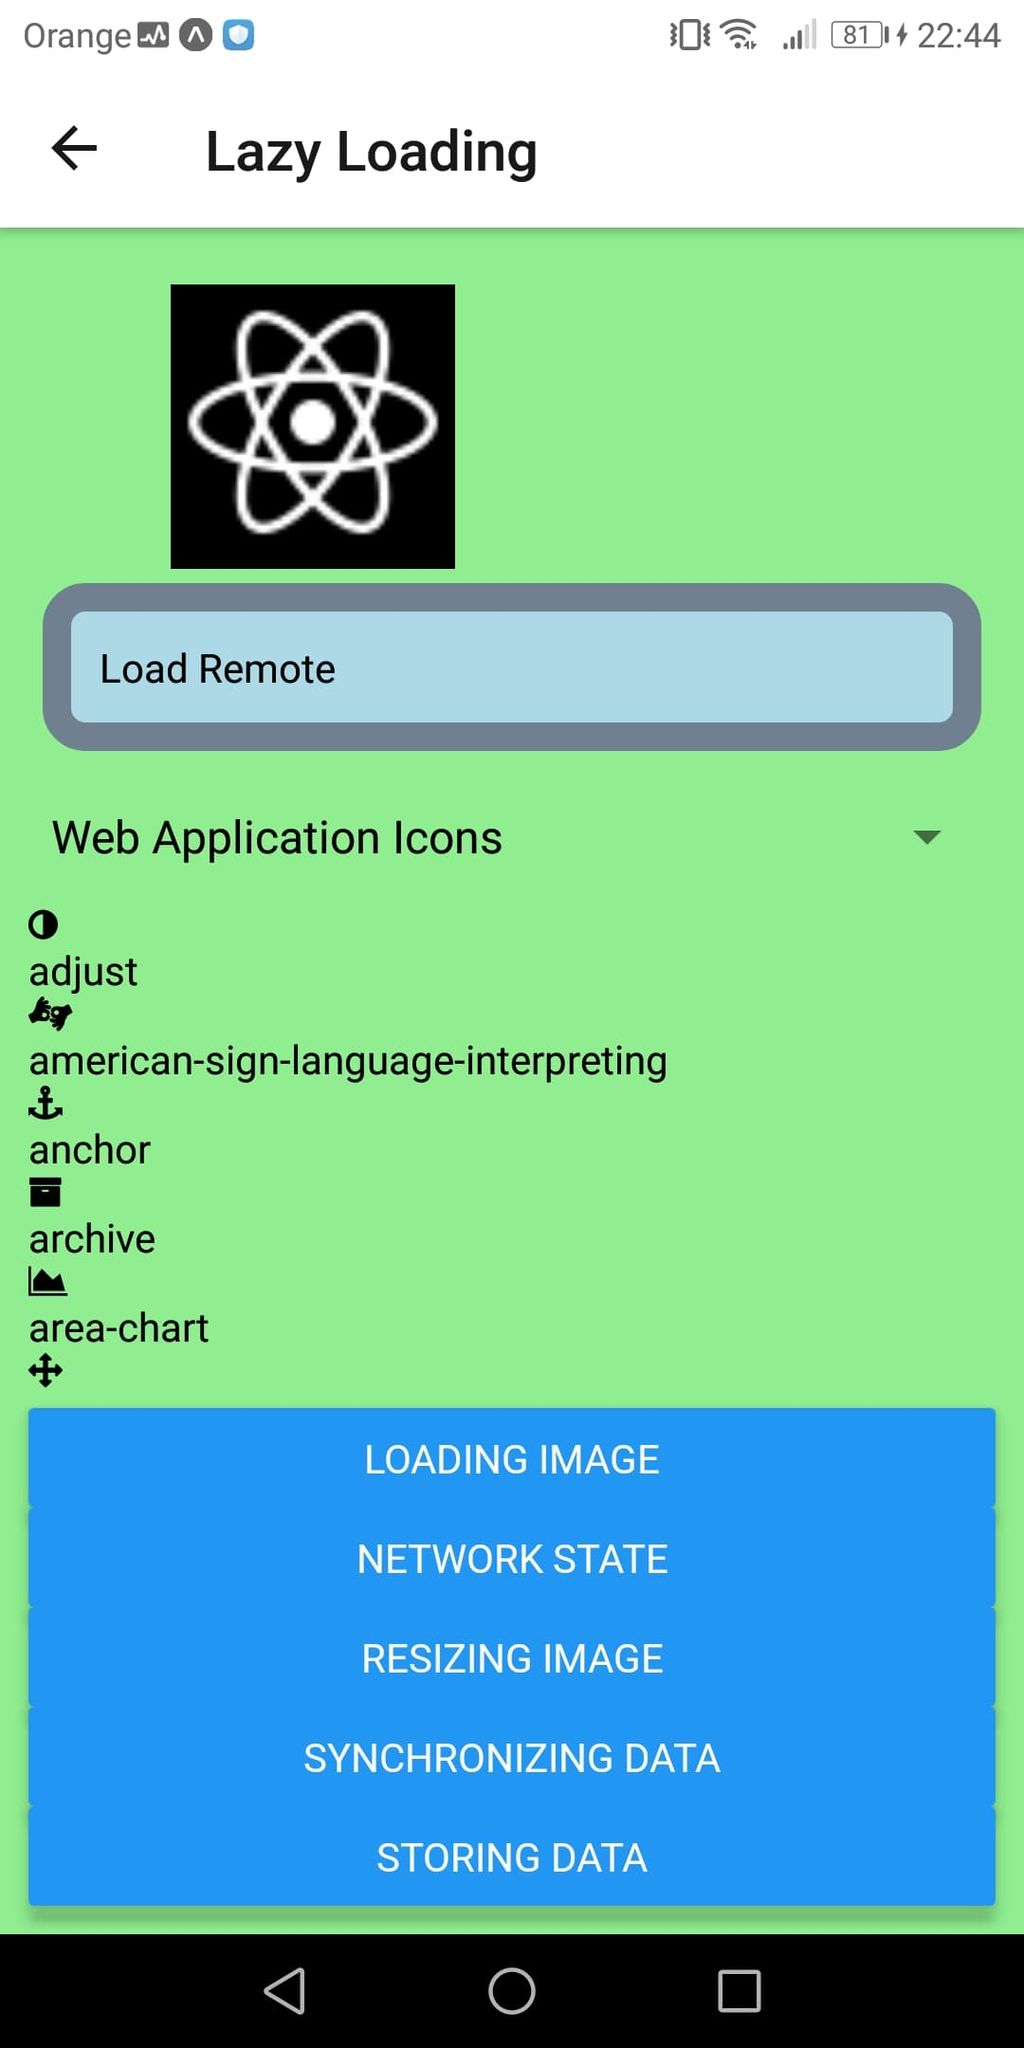 Orange 81 22:44
Lazy Loading
Load Remote
Web Application Icons
adjust
american-sign-language-interpreting
anchor
archive
area-chart
LOADING IMAGE
NETWORK STATE
RESIZING IMAGE
SYNCHRONIZING DATA
STORING DATA